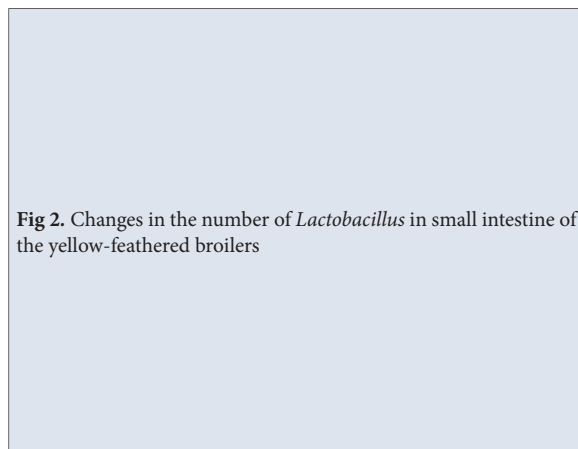 Fig 2. Changes in the number of Lactobacillus in small intestine of
the yellow-feathered broilers